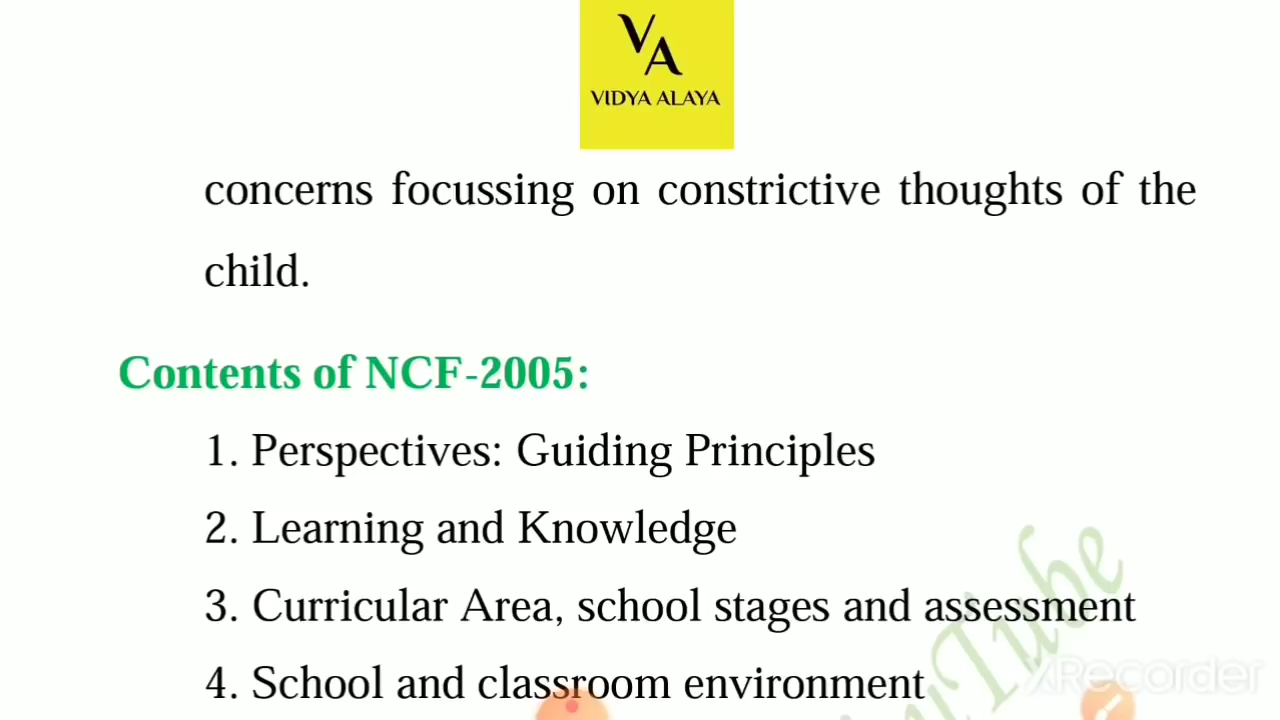 VA
VIDYA ALAYA
concerns focussing on constrictive thoughts of the
child.
Contents of NCF-2005:
1. Perspectives: Guiding Principles
2. Learning and Knowledge
3. Curricular Area, school stages and assessment
4. School and classroom environment
XRecorder